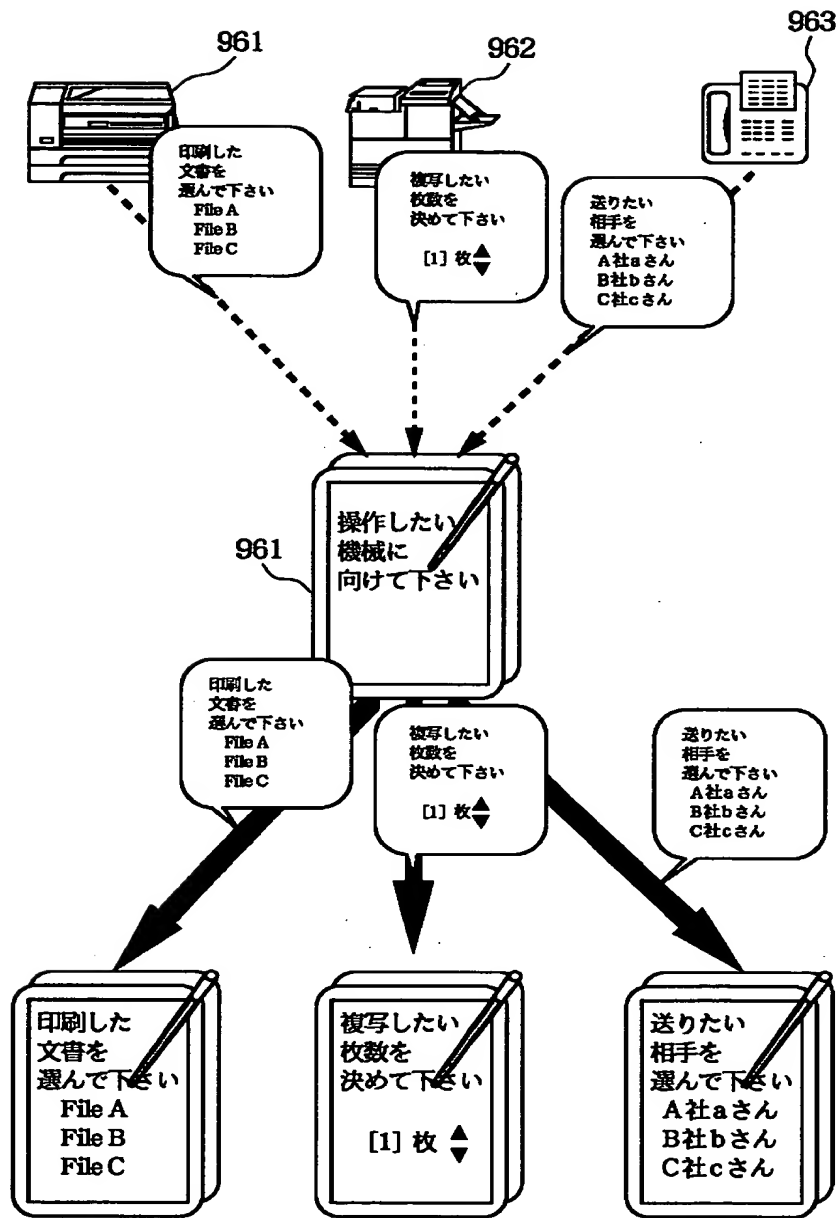 961
962
963
印刷した
文書を
選んで下さい
File A
File B
File C
複写したい
枚数を
決めて下さい
[1] 枚
送りたい
相手を
選んで下さい
A社aさん
B社bさん
C社cさん
961
操作したい
機械に
向けて下さい
印刷した
文書を
選んで下さい
File A
File B
File C
複写したい
枚数を
決めて下さい
[1] 枚
送りたい
相手を
選んで下さい
A社aさん
B社bさん
C社cさん
印刷した
文書を
選んで下さい
File A
File B
File C
複写したい
枚数を
決めて下さい
[1] 枚
送りたい
相手を
選んで下さい
A社aさん
B社bさん
C社cさん